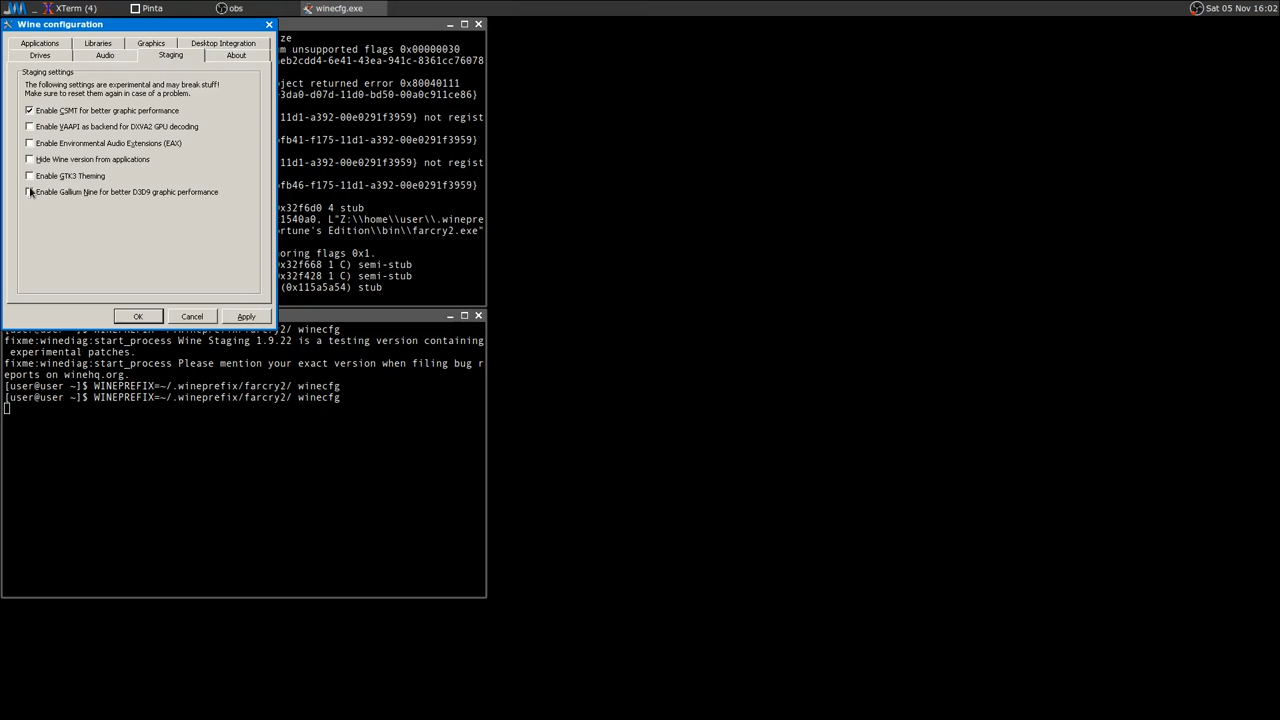 _ XTerm (4) Pinta obs winecfg.exe Sat 05 Nov 16:02
Wine configuration
Applications Libraries Graphics Desktop Integration
Drives Audio Staging About
Staging settings
The following settings are experimental and may break stuff!
Make sure to reset them again in case of a problem.
Enable CSMT for better graphic performance
Enable VAAPI as backend for DXVA2 GPU decoding
Enable Environmental Audio Extensions (EAX)
Hide Wine version from applications
Enable GTK3 Theming
Enable Gallium Nine for better D3D9 graphic performance
OK Cancel Apply
ze
m unsupported flags 0x00000030
aeb2cdd4-6e41-43ea-941c-8361cc76078
oject returned error 0x80040111
3da0-d07d-11d0-bd50-00a0c911ce86}
11d1-a392-00e0291f3959} not regist
fb41-f175-11d1-a392-00e0291f3959}
11d1-a392-00e0291f3959} not regist
fb46-f175-11d1-a392-00e0291f3959}
x32f6d0 4 stub
1540a0, L"Z:\\home\\user\\.winepre
ortune's Edition\\bin\\farcry2.exe"
oring flags 0x1.
x32f668 1 C) semi-stub
x32f428 1 C) semi-stub
(0x115a5a54) stub
[user@user ~]$ WINEPREFIX=~/.wineprefix/farcry2/ winecfg
fixme:winediag:start_process Wine Staging 1.9.22 is a testing version containing
experimental patches.
fixme:winediag:start_process Please mention your exact version when filing bug r
eports on winehq.org.
[user@user ~]$ WINEPREFIX=~/.wineprefix/farcry2/ winecfg
[user@user ~]$ WINEPREFIX=~/.wineprefix/farcry2/ winecfg